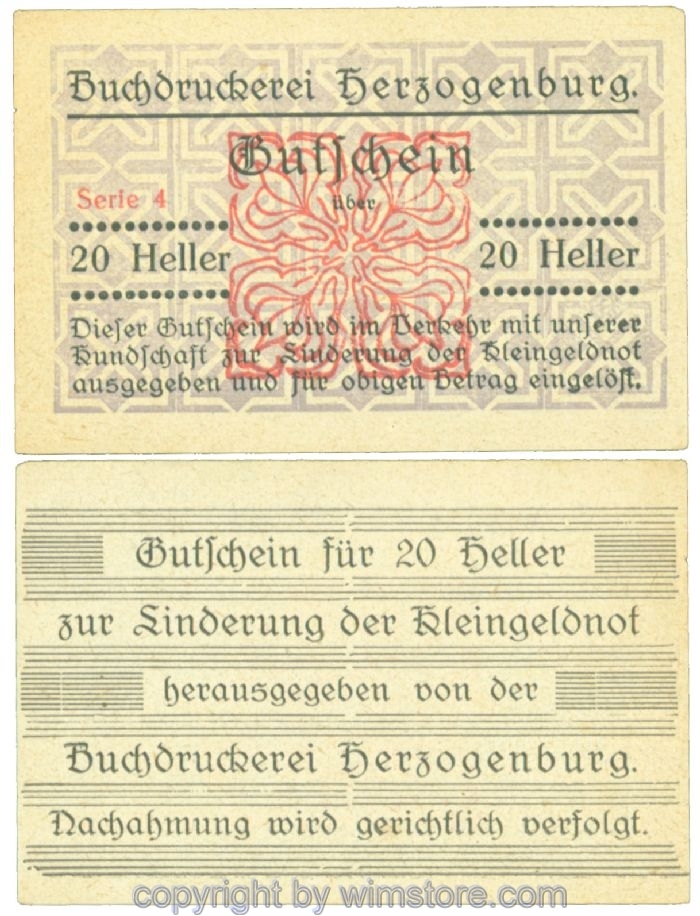 Buchdruckerei Herzogenburg.
Gutschein
Serie 4
über
20 Heller 20 Heller
Dieser Gutschein wird im Verkehr mit unserer
Kundschaft zur Linderung der Kleingeldnot
ausgegeben und für obigen Betrag eingelöst.
Gutschein für 20 Heller
zur Linderung der Kleingeldnot
herausgegeben von der
Buchdruckerei Herzogenburg.
Nachahmung wird gerichtlich verfolgt.
copyright by wimstore.com